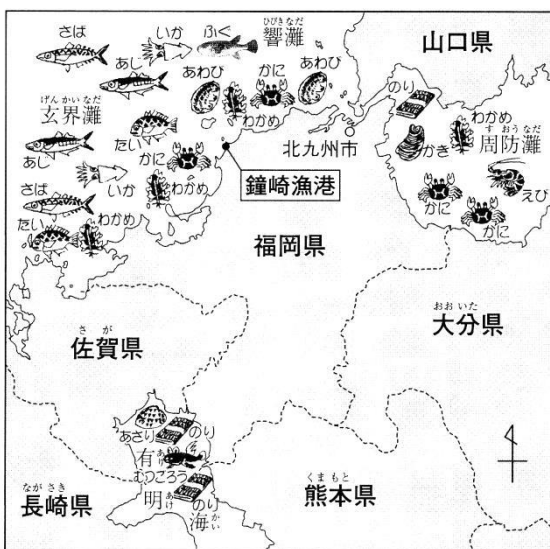 さば
いか
ふぐ
ひびきなだ
響灘
山口県
あじ
あわび
かに
あわび
のり
げんかいなだ
玄界灘
わかめ
わかめ
たい
北九州市
かき
すおうなだ
周防灘
あじ
かに
鐘崎漁港
えび
いか
わかめ
かに
かに
さば
たい
わかめ
福岡県
おおいた
大分県
さが
佐賀県
あさり
のり
有あり
むつごろう
ながさき
長崎県
明あけ
のり
海かい
くまもと
熊本県